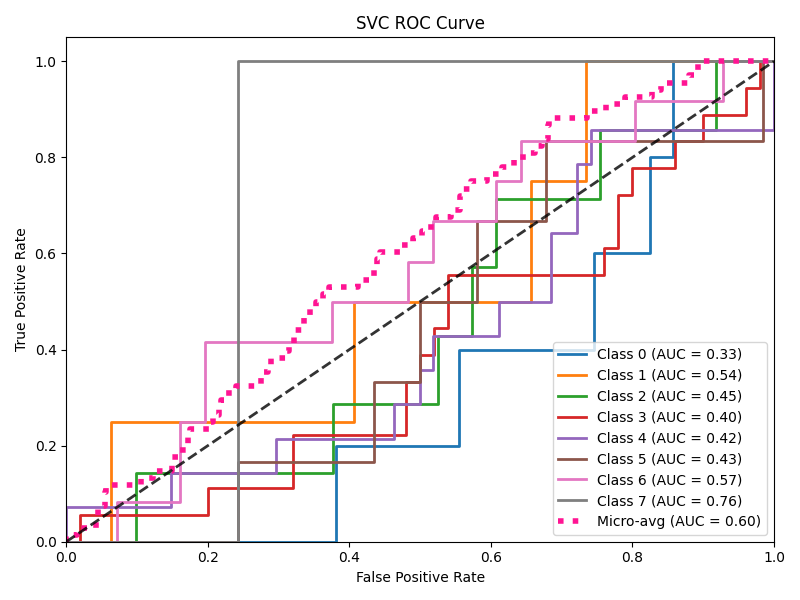 SVC ROC Curve
True Positive Rate
1.0
0.8
0.6
0.4
0.2
0.0
0.0 0.2 0.4 0.6 0.8 1.0
False Positive Rate
Class 0 (AUC = 0.33)
Class 1 (AUC = 0.54)
Class 2 (AUC = 0.45)
Class 3 (AUC = 0.40)
Class 4 (AUC = 0.42)
Class 5 (AUC = 0.43)
Class 6 (AUC = 0.57)
Class 7 (AUC = 0.76)
Micro-avg (AUC = 0.60)